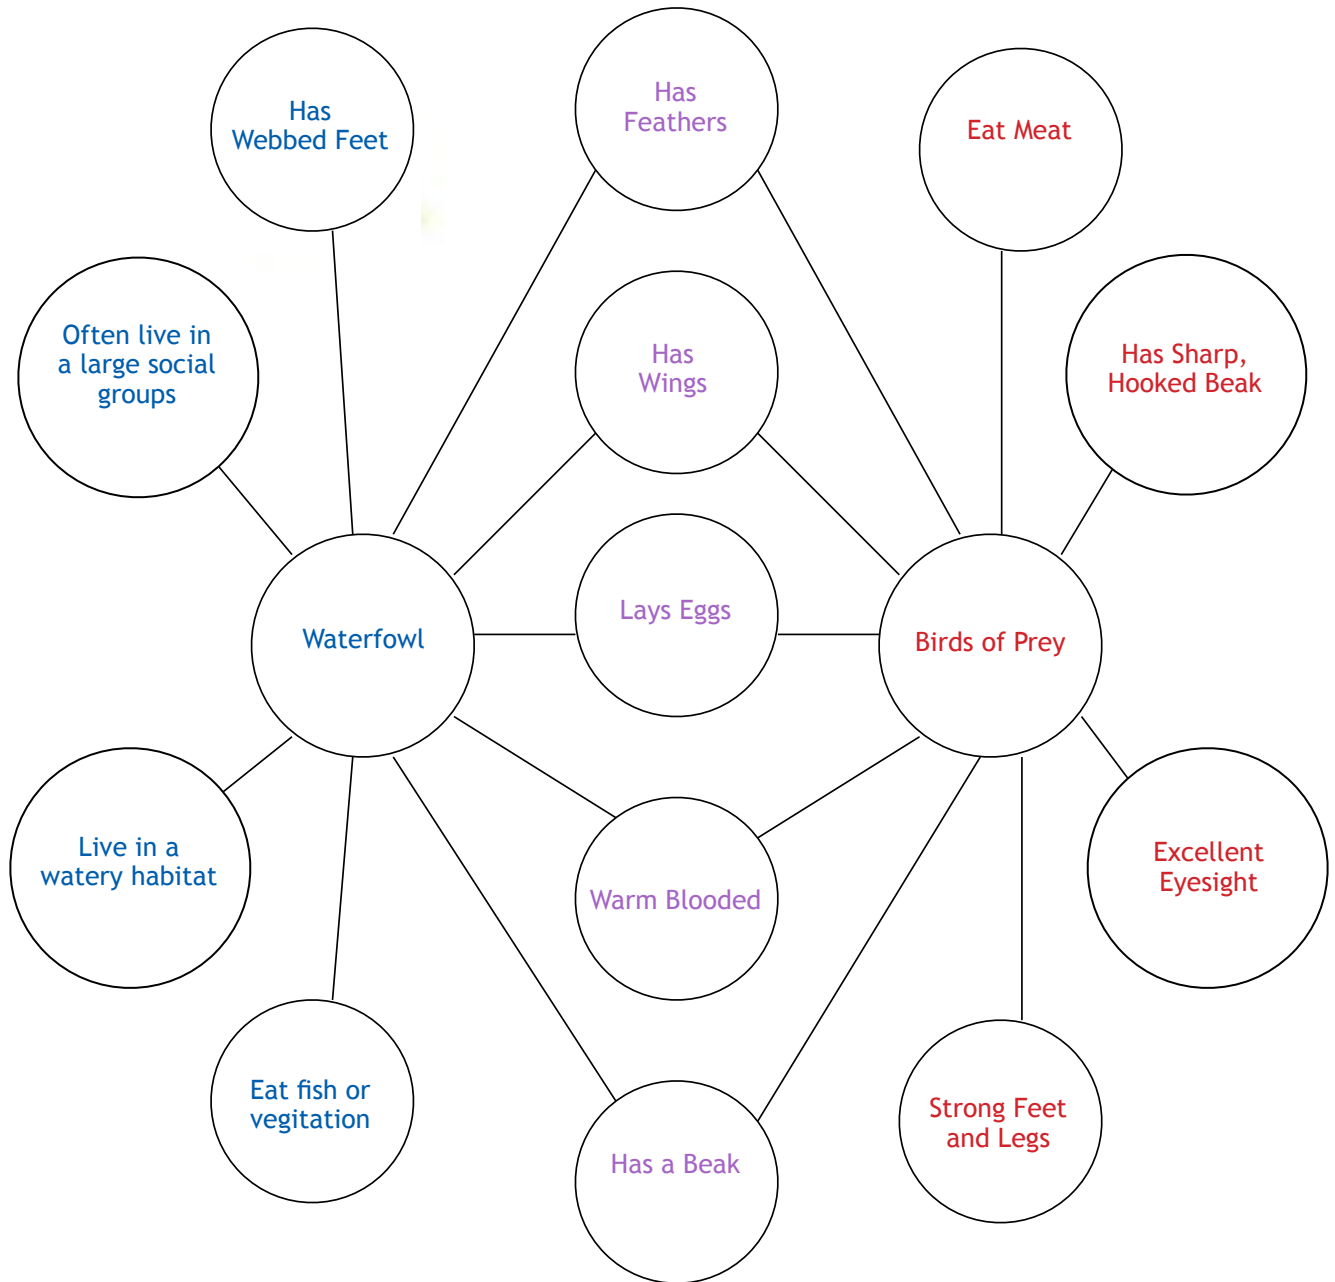 Has
Webbed Feet
Has
Feathers
Eat Meat
Often live in
a large social
groups
Has
Wings
Has Sharp,
Hooked Beak
Waterfowl
Lays Eggs
Birds of Prey
Live in a
watery habitat
Warm Blooded
Excellent
Eyesight
Eat fish or
vegitation
Has a Beak
Strong Feet
and Legs